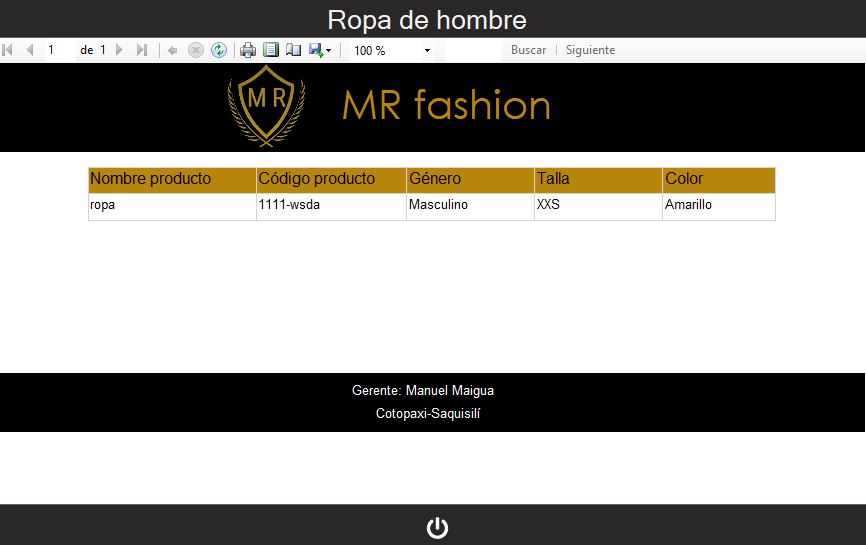 Ropa de hombre
1 de 1 100 % Buscar | Siguiente
MR
MR fashion
Nombre producto Código producto Género Talla Color
ropa 1111-wsda Masculino XXS Amarillo
Gerente: Manuel Maigua
Cotopaxi-Saquisilí